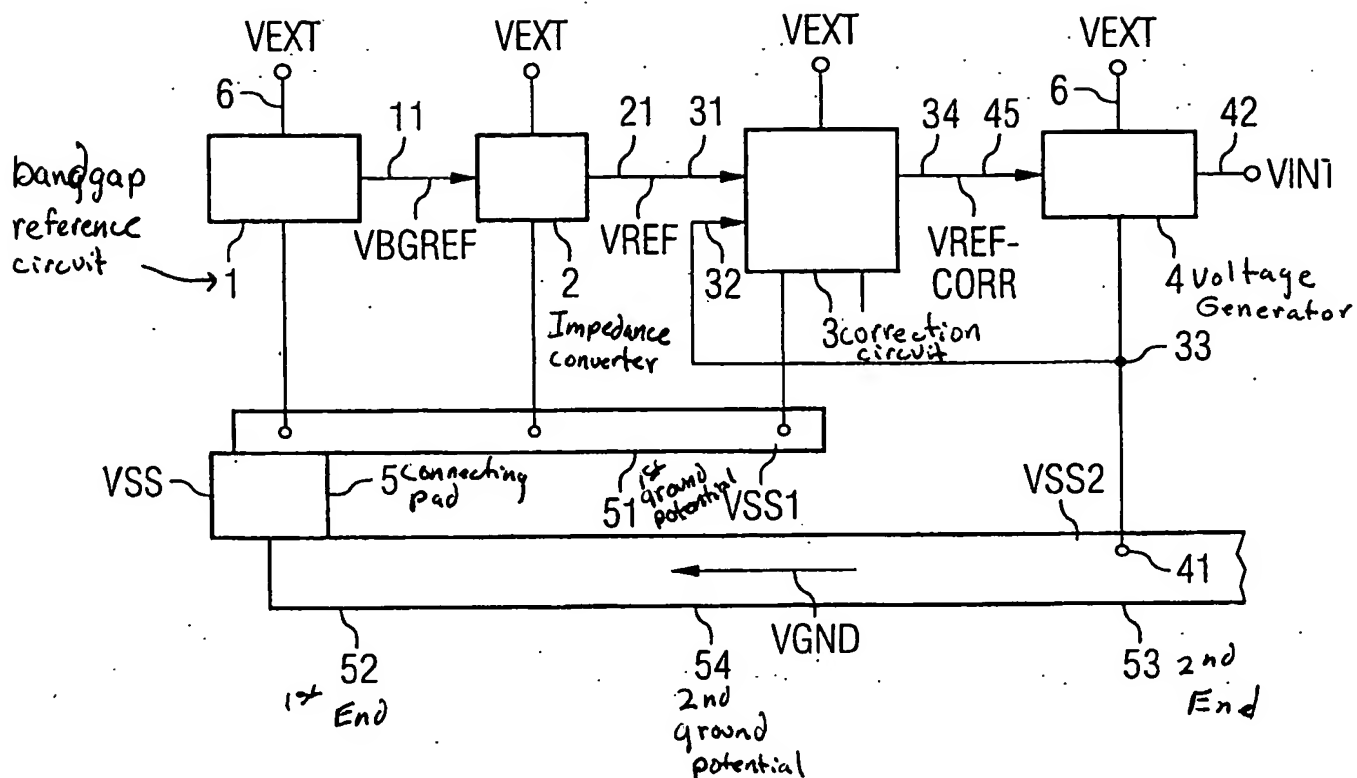 VEXT VEXT VEXT VEXT
6 6
11 21 31 34 45 42
bandgap
reference
circuit
VBGREF VREF 32 VREF-
CORR
VIN1
1 2 3 correction
circuit
4 voltage
Generator
Impedance
converter
33
VSS 5 Connecting
pad
51 1st
ground
potential
VSS1 VSS2
41
VGND
52 54 53 2nd
End
1st
End
2nd
ground
potential